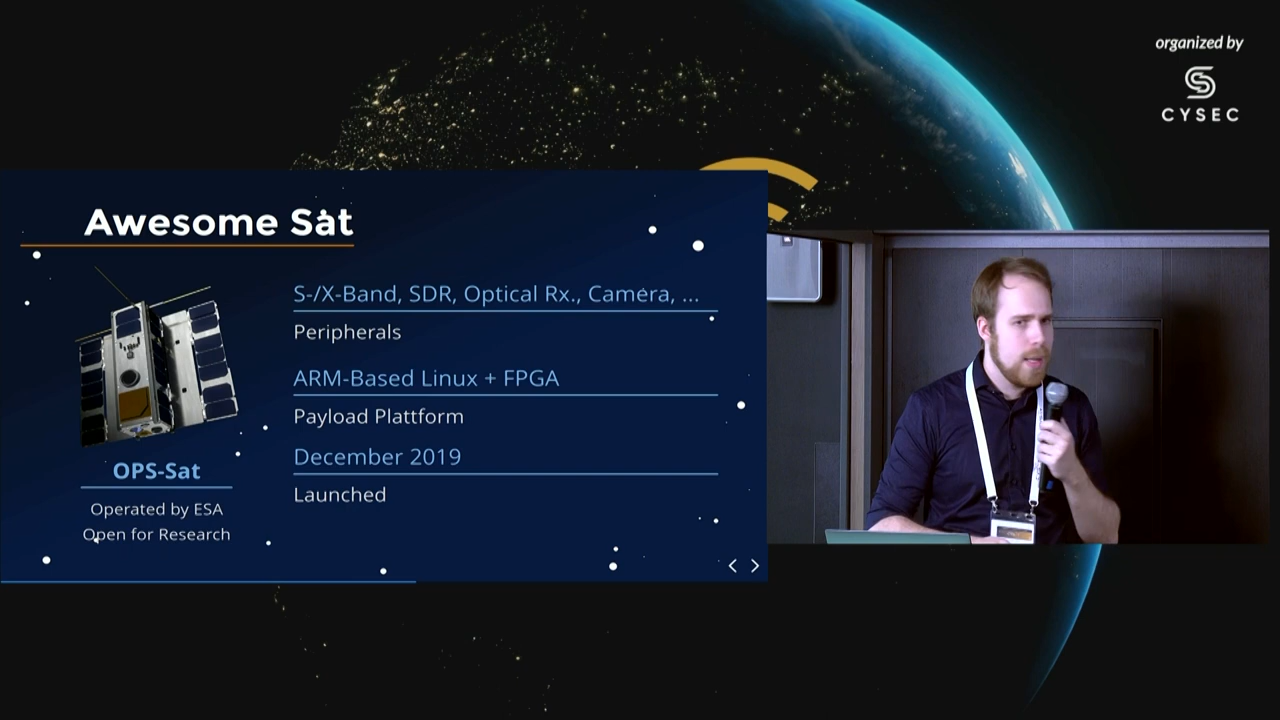 organized by
CYSEC
Awesome Sat
S-/X-Band, SDR, Optical Rx., Camera, ...
Peripherals
ARM-Based Linux + FPGA
Payload Plattform
December 2019
Launched
OPS-Sat
Operated by ESA
Open for Research